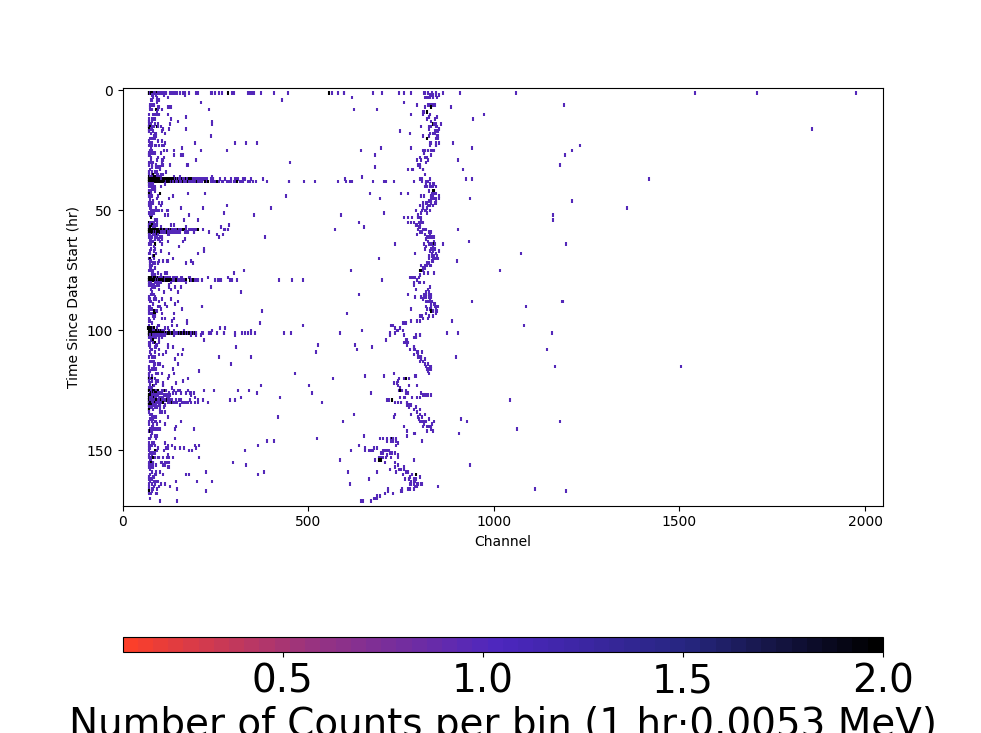 0
50
100
150
Time Since Data Start (hr)
0 500 1000 1500 2000
Channel
0.5 1.0 1.5 2.0
Number of Counts per bin (1 hr·0.0053 MeV)